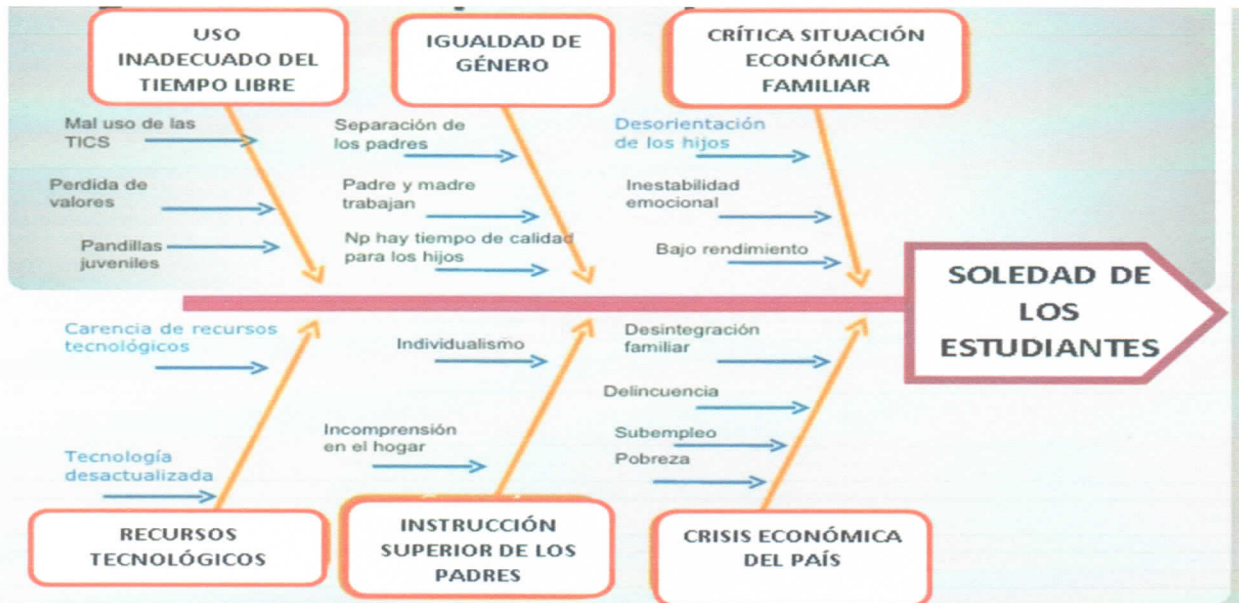 USO
INADECUADO DEL
TIEMPO LIBRE
IGUALDAD DE
GÉNERO
CRÍTICA SITUACIÓN
ECONÓMICA
FAMILIAR
Mal uso de las
TICS
Perdida de
valores
Pandillas
juveniles
Separación de
los padres
Padre y madre
trabajan
Np hay tiempo de calidad
para los hijos
Desorientación
de los hijos
Inestabilidad
emocional
Bajo rendimiento
SOLEDAD DE
LOS
ESTUDIANTES
Carencia de recursos
tecnológicos
Tecnología
desactualizada
Individualismo
Incomprensión
en el hogar
Desintegración
familiar
Delincuencia
Subempleo
Pobreza
RECURSOS
TECNOLÓGICOS
INSTRUCCIÓN
SUPERIOR DE LOS
PADRES
CRISIS ECONÓMICA
DEL PAÍS